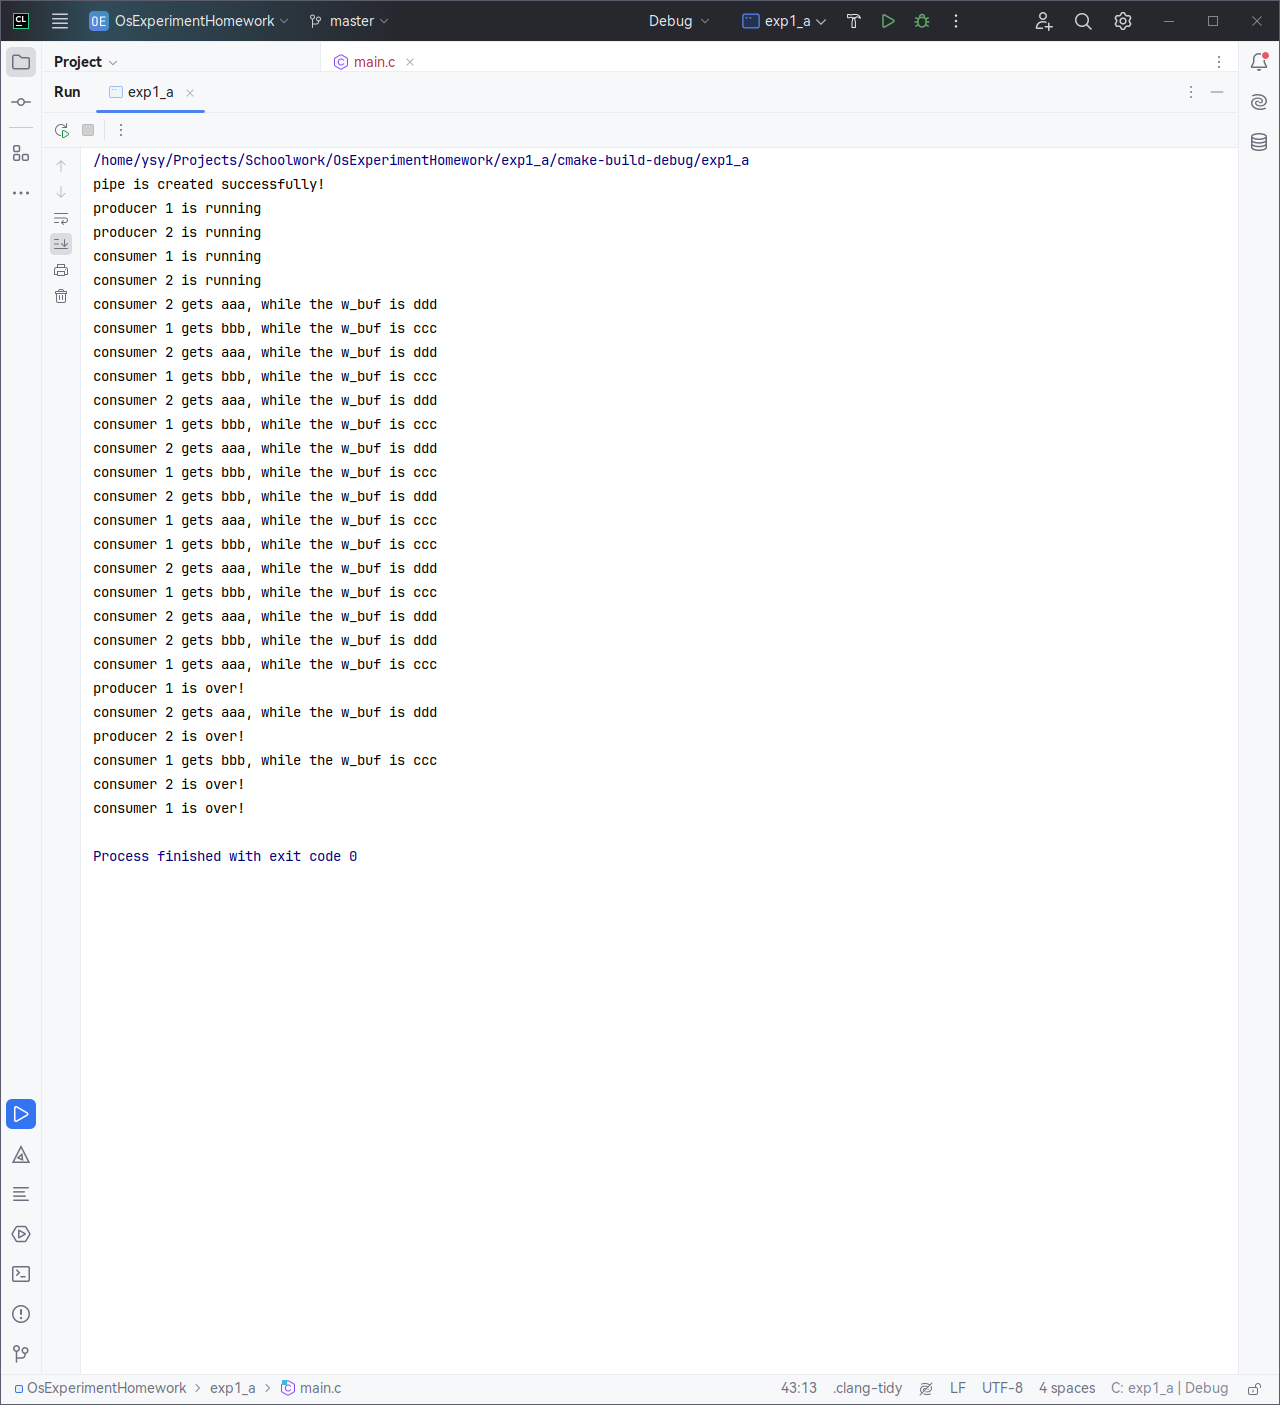 CL OE OsExperimentHomework master Debug exp1_a
Project main.c
Run exp1_a
/home/ysy/Projects/Schoolwork/OsExperimentHomework/exp1_a/cmake-build-debug/exp1_a
pipe is created successfully!
producer 1 is running
producer 2 is running
consumer 1 is running
consumer 2 is running
consumer 2 gets aaa, while the w_buf is ddd
consumer 1 gets bbb, while the w_buf is ccc
consumer 2 gets aaa, while the w_buf is ddd
consumer 1 gets bbb, while the w_buf is ccc
consumer 2 gets aaa, while the w_buf is ddd
consumer 1 gets bbb, while the w_buf is ccc
consumer 2 gets aaa, while the w_buf is ddd
consumer 1 gets bbb, while the w_buf is ccc
consumer 2 gets bbb, while the w_buf is ddd
consumer 1 gets aaa, while the w_buf is ccc
consumer 1 gets bbb, while the w_buf is ccc
consumer 2 gets aaa, while the w_buf is ddd
consumer 1 gets bbb, while the w_buf is ccc
consumer 2 gets aaa, while the w_buf is ddd
consumer 2 gets bbb, while the w_buf is ddd
consumer 1 gets aaa, while the w_buf is ccc
producer 1 is over!
consumer 2 gets aaa, while the w_buf is ddd
producer 2 is over!
consumer 1 gets bbb, while the w_buf is ccc
consumer 2 is over!
consumer 1 is over!
Process finished with exit code 0
OsExperimentHomework > exp1_a > main.c 43:13 .clang-tidy LF UTF-8 4 spaces C: exp1_a | Debug